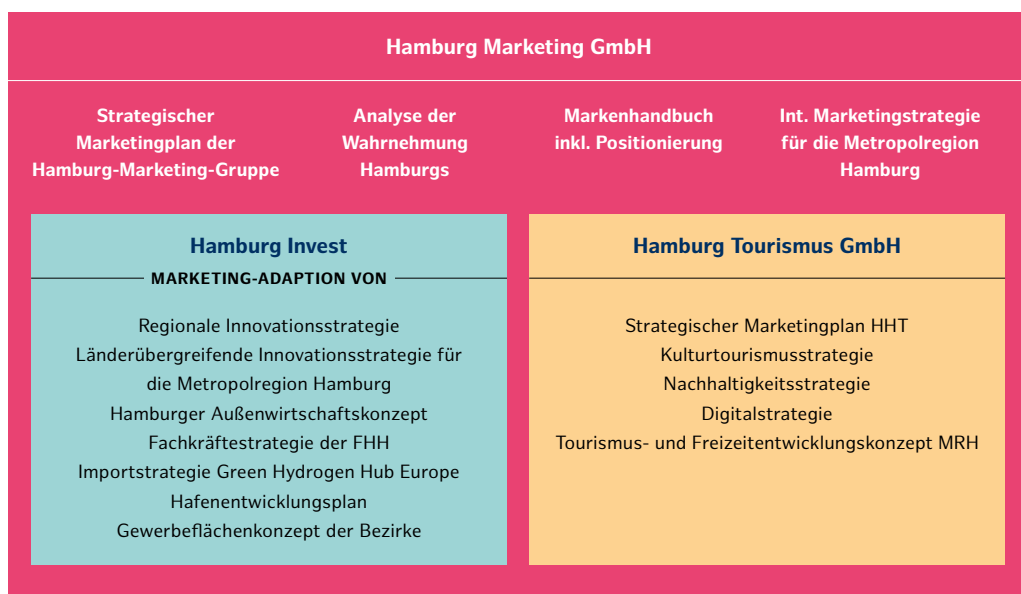 Hamburg Marketing GmbH
Strategischer
Marketingplan der
Hamburg-Marketing-Gruppe
Analyse der
Wahrnehmung
Hamburgs
Markenhandbuch
inkl. Positionierung
Int. Marketingstrategie
für die Metropolregion
Hamburg
Hamburg Invest
MARKETING-ADAPTION VON
Regionale Innovationsstrategie
Länderübergreifende Innovationsstrategie für
die Metropolregion Hamburg
Hamburger Außenwirtschaftskonzept
Fachkräftestrategie der FHH
Importstrategie Green Hydrogen Hub Europe
Hafenentwicklungsplan
Gewerbeflächenkonzept der Bezirke
Hamburg Tourismus GmbH
Strategischer Marketingplan HHT
Kulturtourismusstrategie
Nachhaltigkeitsstrategie
Digitalstrategie
Tourismus- und Freizeitentwicklungskonzept MRH